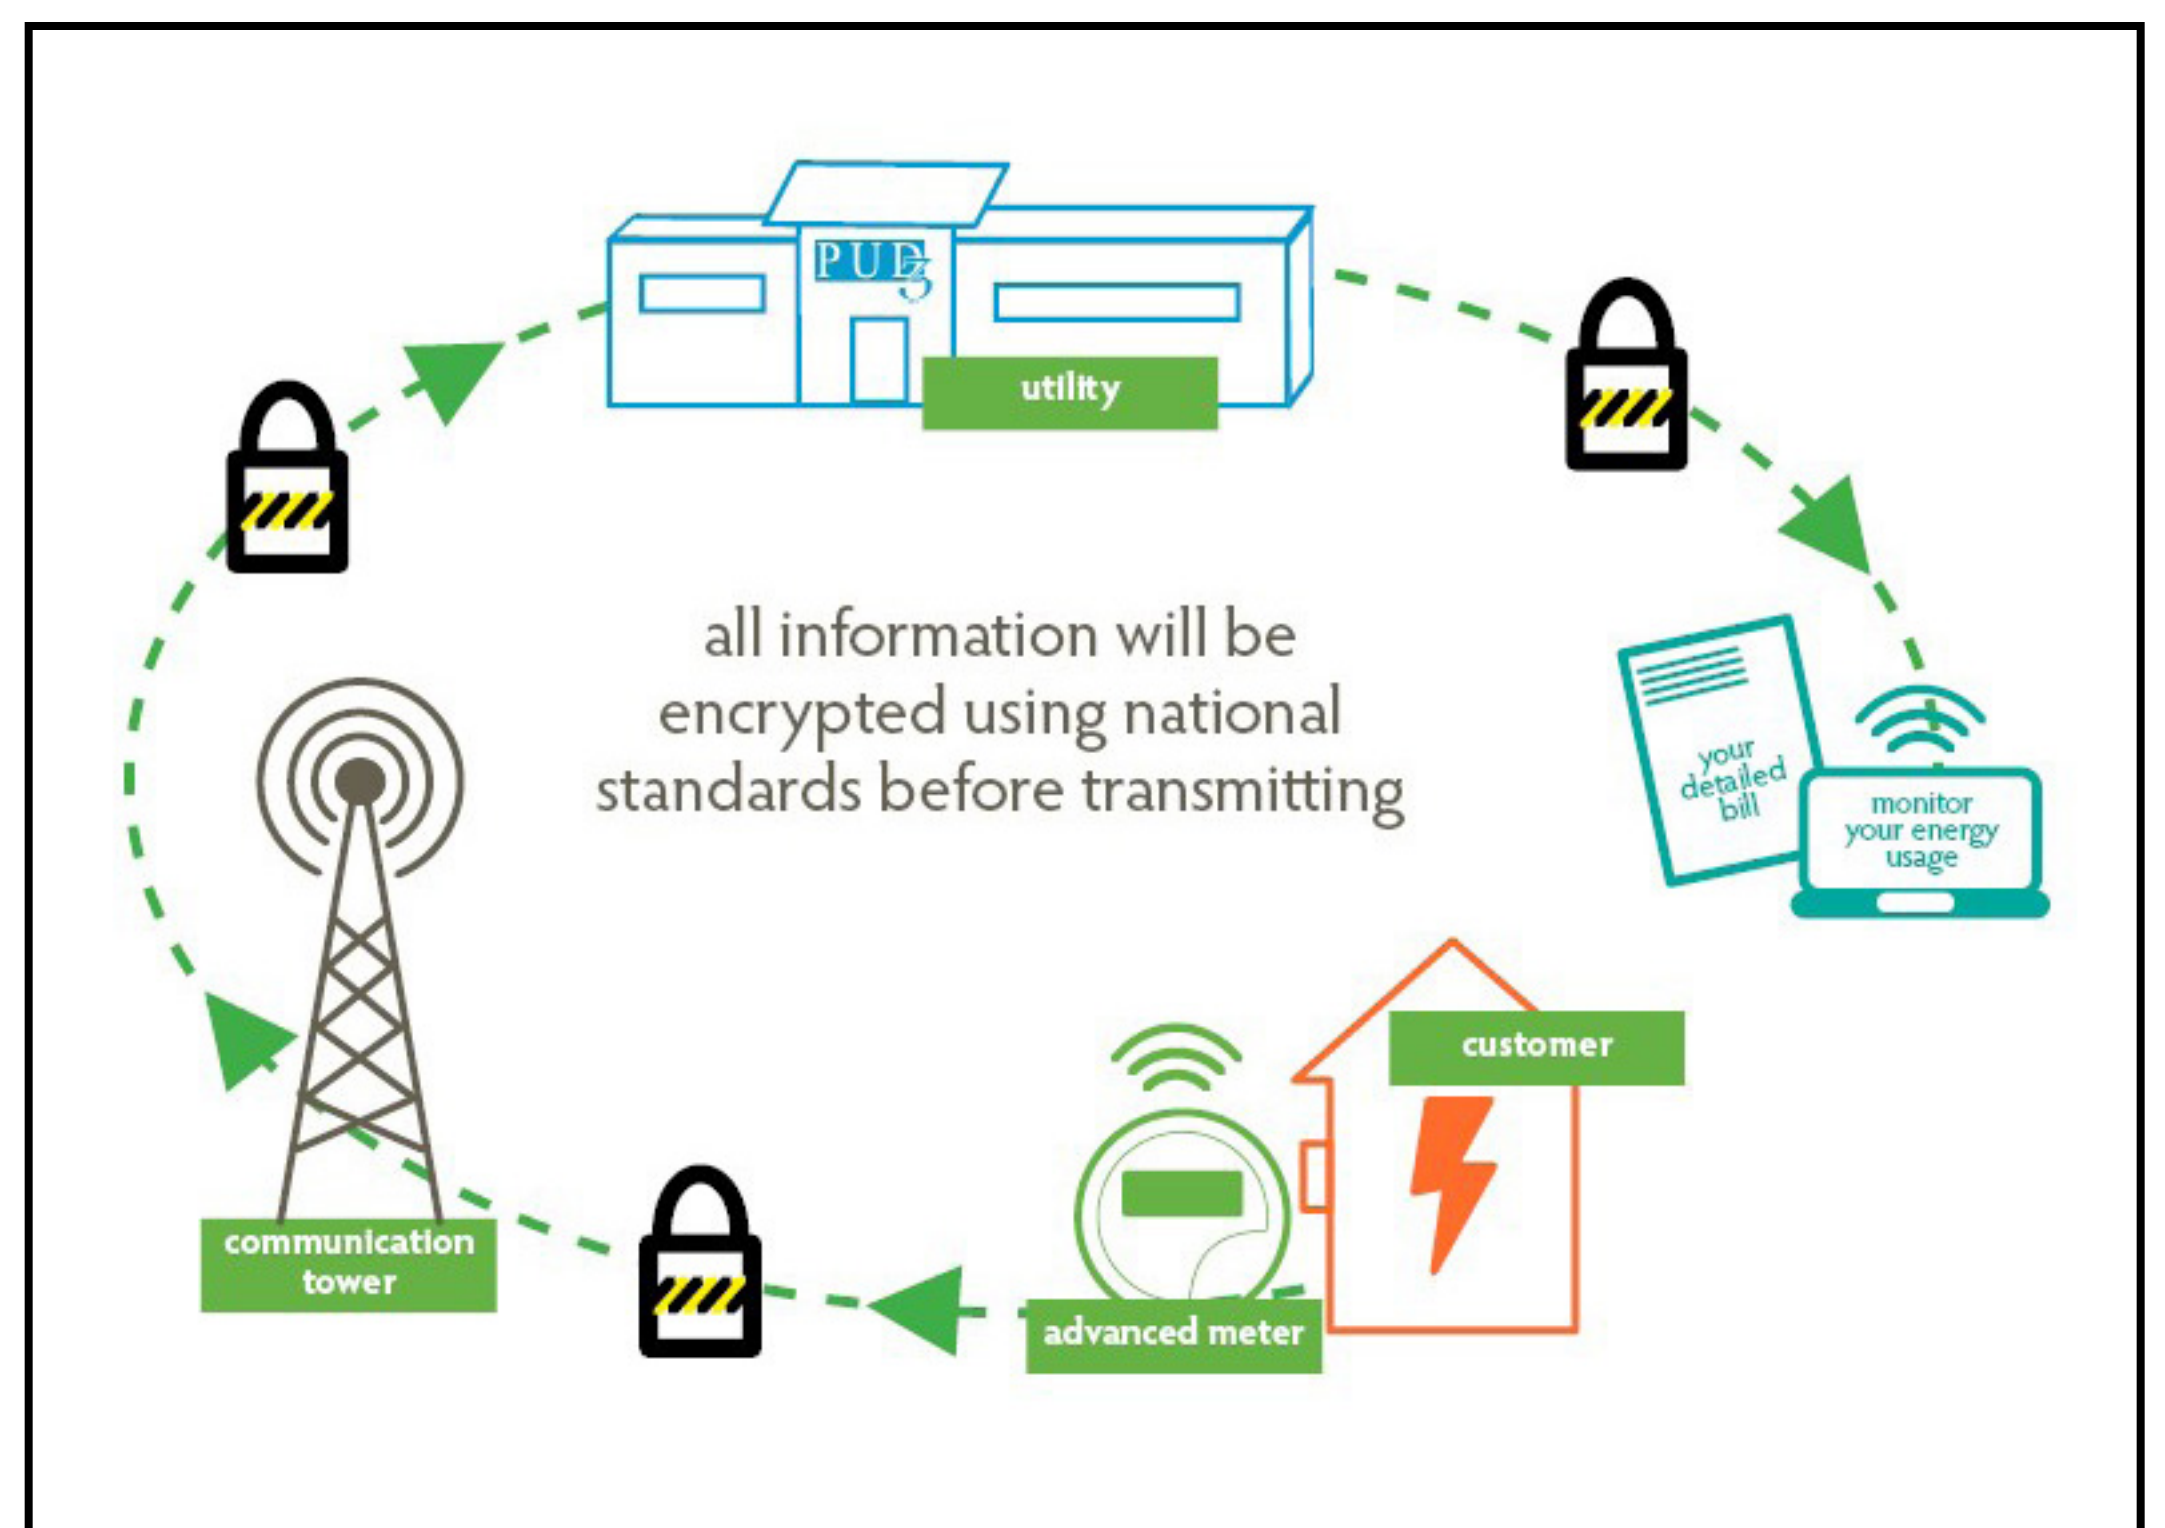 PUD
3
utility
all information will be
encrypted using national
standards before transmitting
your
detailed
bill
monitor
your energy
usage
customer
communication
tower
advanced meter